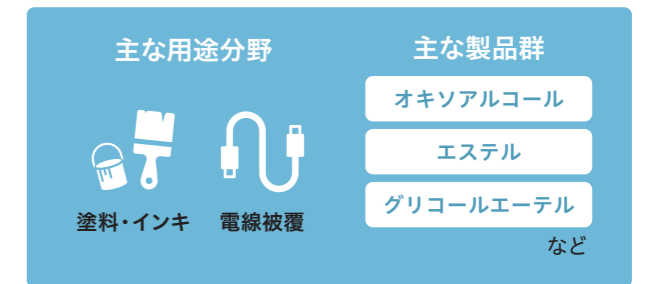 主な用途分野
塗料・インキ
電線被覆
主な製品群
オキソアルコール
エステル
グリコールエーテル
など